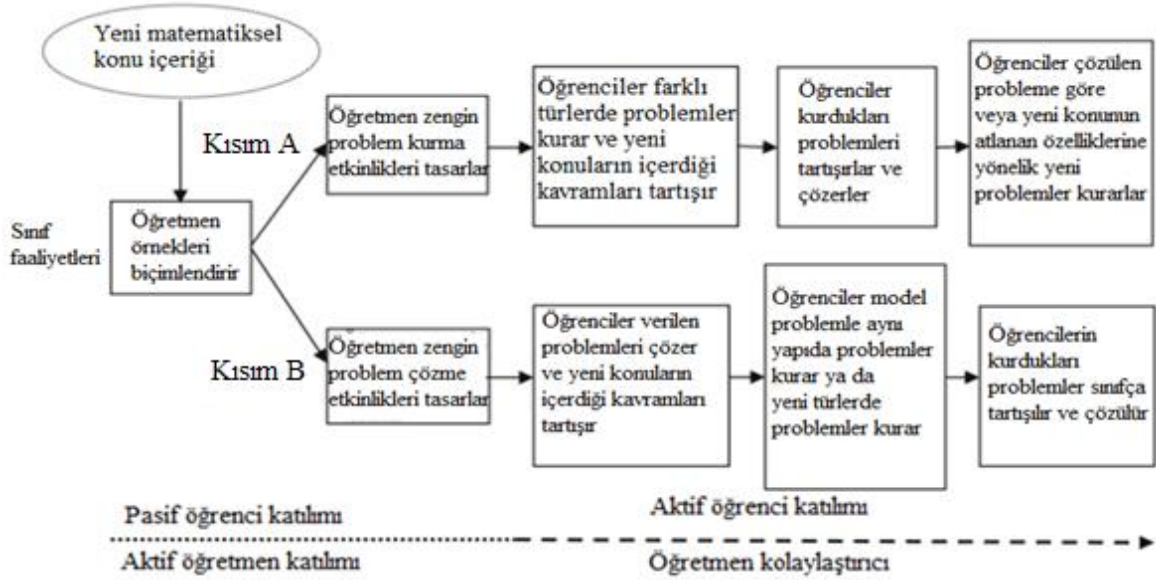 Yeni matematiksel
konu içeriği
Sınıf
faaliyetleri
Öğretmen
örnekleri
biçimlendirir
Kısım A
Öğretmen zengin
problem kurma
etkinlikleri tasarlar
Öğrenciler farklı
türlerde problemler
kurar ve yeni
konuların içerdiği
kavramları tartışır
Öğrenciler
kurdukları
problemleri
tartışırlar ve
çözerler
Öğrenciler çözülen
probleme göre
veya yeni konunun
atlanan özelliklerine
yönelik yeni
problemler kurarlar
Kısım B
Öğretmen zengin
problem çözme
etkinlikleri tasarlar
Öğrenciler verilen
problemleri çözer
ve yeni konuların
içerdiği kavramları
tartışır
Öğrenciler model
problemle aynı
yapıda problemler
kurar ya da
yeni türlerde
problemler kurar
Öğrencilerin
kurdukları
problemler sınıfça
tartışılır ve çözülür
Pasif öğrenci katılımı
Aktif öğrenci katılımı
Aktif öğretmen katılımı
Öğretmen kolaylaştırıcı